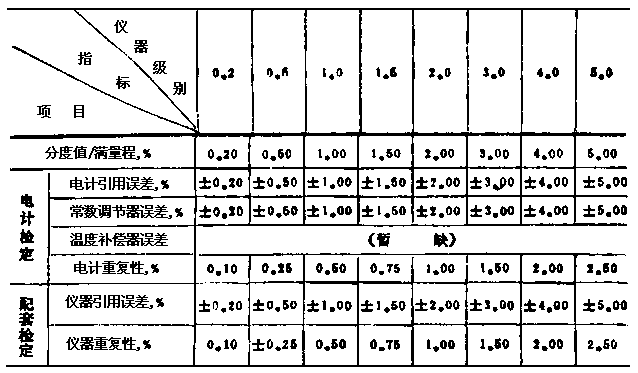 仪器级别
指标
项目
0.2 0.5 1.0 1.5 2.0 3.0 4.0 5.0
分度值/满量程,% 0.20 0.50 1.00 1.50 2.00 3.00 4.00 5.00
电计检定
电计引用误差,% ±0.20 ±0.50 ±1.00 ±1.50 ±2.00 ±3.00 ±4.00 ±5.00
常数调节器误差,% ±0.20 ±0.50 ±1.00 ±1.50 ±2.00 ±3.00 ±4.00 ±5.00
温度补偿器误差 (暂 缺)
电计重复性,% 0.10 0.25 0.50 0.75 1.00 1.50 2.00 2.50
配套检定
仪器引用误差,% ±0.20 ±0.50 ±1.00 ±1.50 ±2.00 ±3.00 ±4.00 ±5.00
仪器重复性,% 0.10 ±0.25 0.50 0.75 1.00 1.50 2.00 2.50